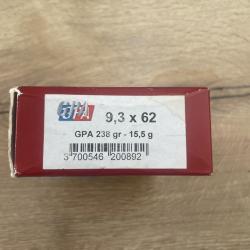 GPA
9,3 x 62
GPA 238 gr - 15,5 g
3 700546 200892